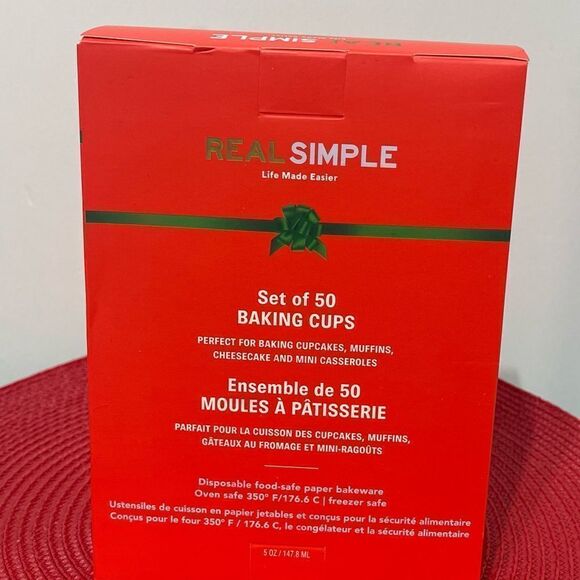 REAL SIMPLE
REAL SIMPLE
Life Made Easier
Set of 50
BAKING CUPS
PERFECT FOR BAKING CUPCAKES, MUFFINS,
CHEESECAKE AND MINI CASSEROLES
Ensemble de 50
MOULES À PÂTISSERIE
PARFAIT POUR LA CUISSON DES CUPCAKES, MUFFINS,
GÂTEAUX AU FROMAGE ET MINI-RAGOÛTS
Disposable food-safe paper bakeware
Oven safe 350° F/176.6 C | freezer safe
Ustensiles de cuisson en papier jetables et conçus pour la sécurité alimentaire
Conçus pour le four 350° F / 176,6 C, le congélateur et la sécurité alimentaire
5 OZ / 147.8 ML